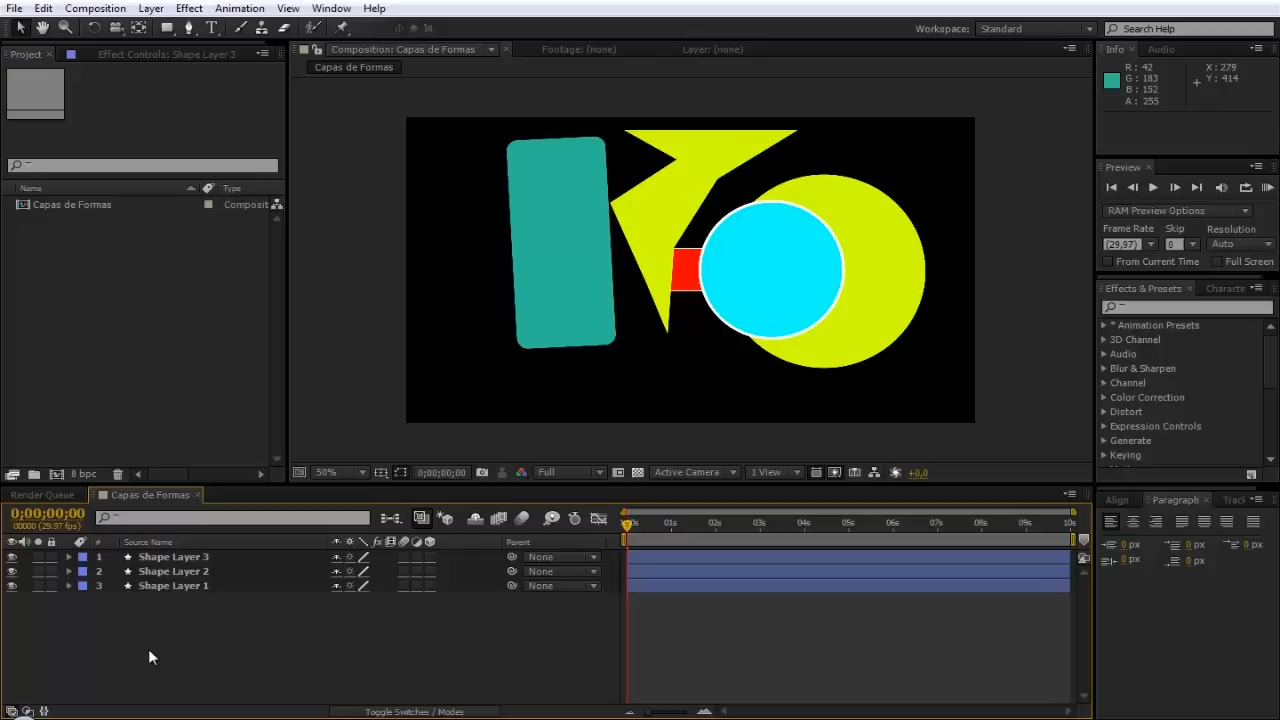 File Edit Composition Layer Effect Animation View Window Help
Workspace: Standard Search Help
Project Effect Controls: Shape Layer 3
Composition: Capas de Formas Footage: (none) Layer: (none)
Info Audio
Capas de Formas
R: 42 X: 279
G: 183 Y: 414
B: 152
A: 255
Preview
RAM Preview Options
Frame Rate Skip Resolution
(29,97) 0 Auto
From Current Time Full Screen
Name Type
Capas de Formas Composit
Effects & Presets Characte
* Animation Presets
3D Channel
Audio
Blur & Sharpen
Channel
Color Correction
Distort
Expression Controls
Generate
Keying
8 bpc
50% 0;00;00;00 Full Active Camera 1 View +0,0
Render Queue Capas de Formas
Align Paragraph Track
0;00;00;00
00000 (29.97 fps)
01s 02s 03s 04s 05s 06s 07s 08s 09s 10s
# Source Name Parent
1 Shape Layer 3 None
2 Shape Layer 2 None
3 Shape Layer 1 None
0 px 0 px 0 px
0 px 0 px
Toggle Switches / Modes